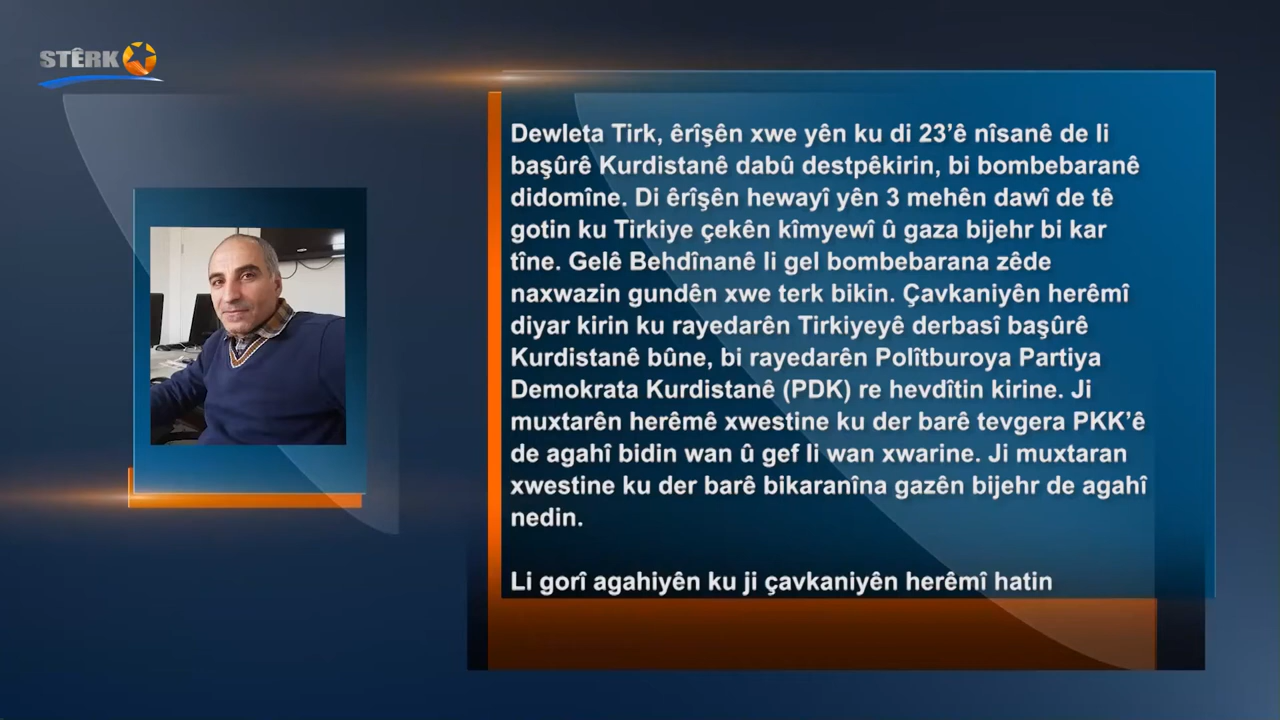 STÊRK
Dewleta Tirk, êrîşên xwe yên ku di 23’ê nîsanê de li
başûrê Kurdistanê dabû destpêkirin, bi bombebaranê
didomîne. Di êrîşên hewayî yên 3 mehên dawî de tê
gotin ku Tirkiye çekên kîmyewî û gaza bijehr bi kar
tîne. Gelê Behdînanê li gel bombebarana zêde
naxwazin gundên xwe terk bikin. Çavkaniyên herêmî
diyar kirin ku rayedarên Tirkiyeyê derbasî başûrê
Kurdistanê bûne, bi rayedarên Polîtburoya Partiya
Demokrata Kurdistanê (PDK) re hevdîtin kirine. Ji
muxtarên herêmê xwestine ku der barê tevgera PKK’ê
de agahî bidin wan û gef li wan xwarine. Ji muxtaran
xwestine ku der barê bikaranîna gazên bijehr de agahî
nedin.
Li gorî agahiyên ku ji çavkaniyên herêmî hatin